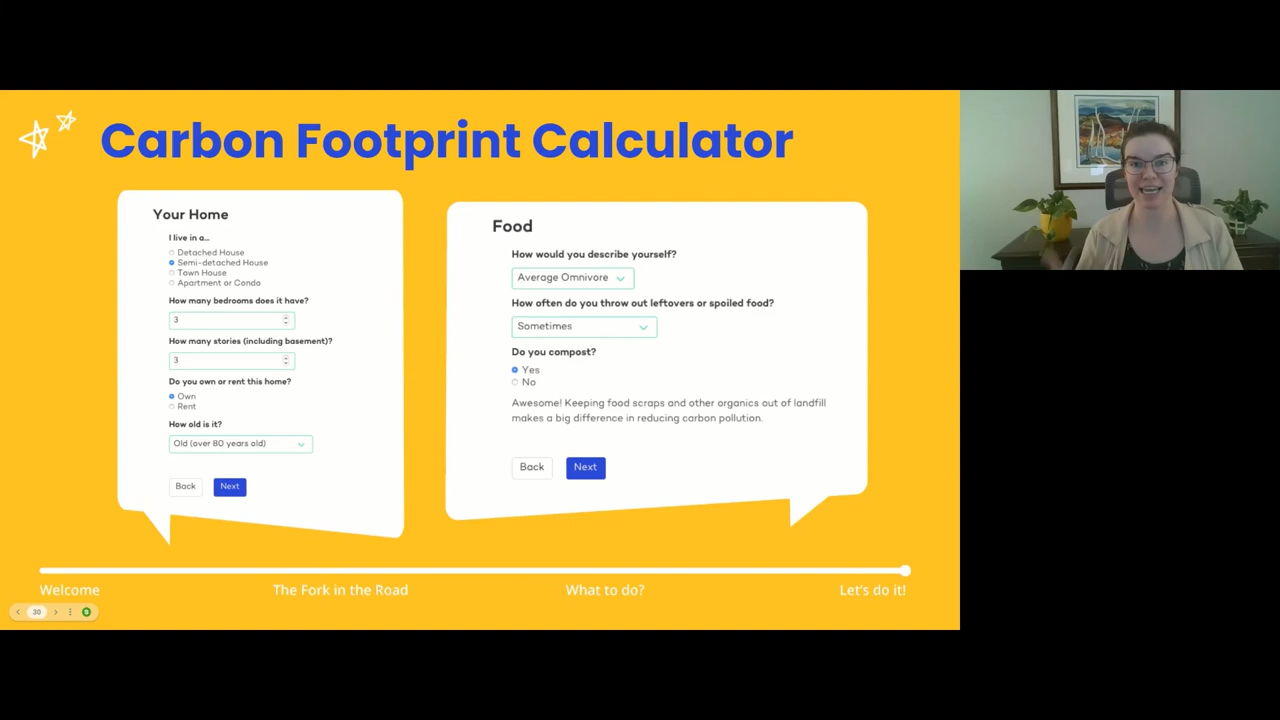 Carbon Footprint Calculator
Your Home
I live in a...
Detached House
Semi-detached House
Town House
Apartment or Condo
How many bedrooms does it have?
3
How many stories (including basement)?
3
Do you own or rent this home?
Own
Rent
How old is it?
Old (over 80 years old)
Back Next
Food
How would you describe yourself?
Average Omnivore
How often do you throw out leftovers or spoiled food?
Sometimes
Do you compost?
Yes
No
Awesome! Keeping food scraps and other organics out of landfill
makes a big difference in reducing carbon pollution.
Back Next
Welcome The Fork in the Road What to do? Let's do it!
30